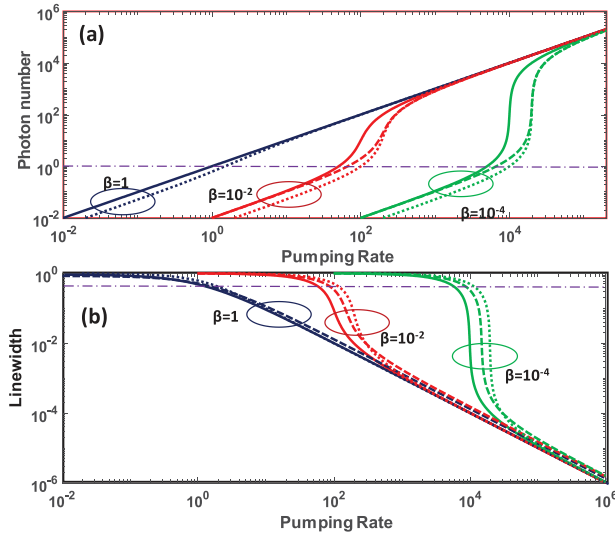 (a)
Photon number
10^6
10^4
10^2
10^0
10^-2
β=1
β=10^-2
β=10^-4
10^-2
10^0
10^2
10^4
Pumping Rate
(b)
Linewidth
10^0
10^-2
10^-4
10^-6
β=1
β=10^-2
β=10^-4
10^-2
10^0
10^2
10^4
10^6
Pumping Rate